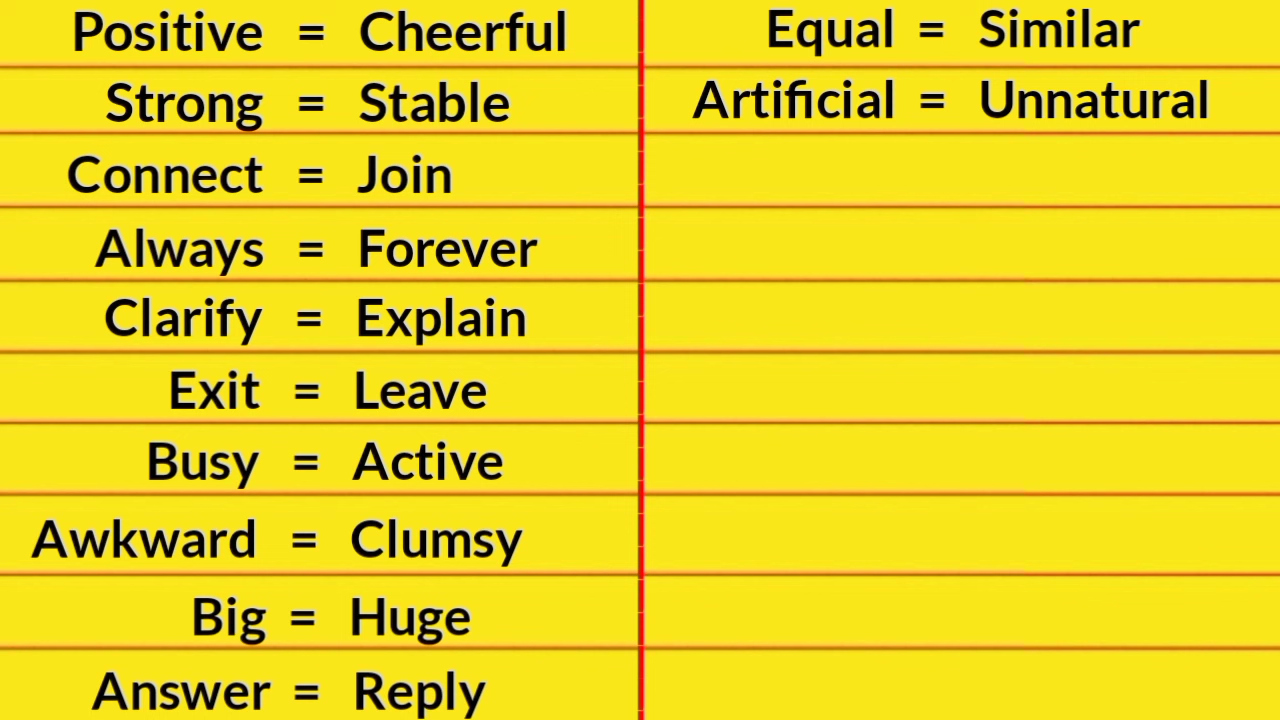 Positive = Cheerful
Strong = Stable
Connect = Join
Always = Forever
Clarify = Explain
Exit = Leave
Busy = Active
Awkward = Clumsy
Big = Huge
Answer = Reply
Equal = Similar
Artificial = Unnatural